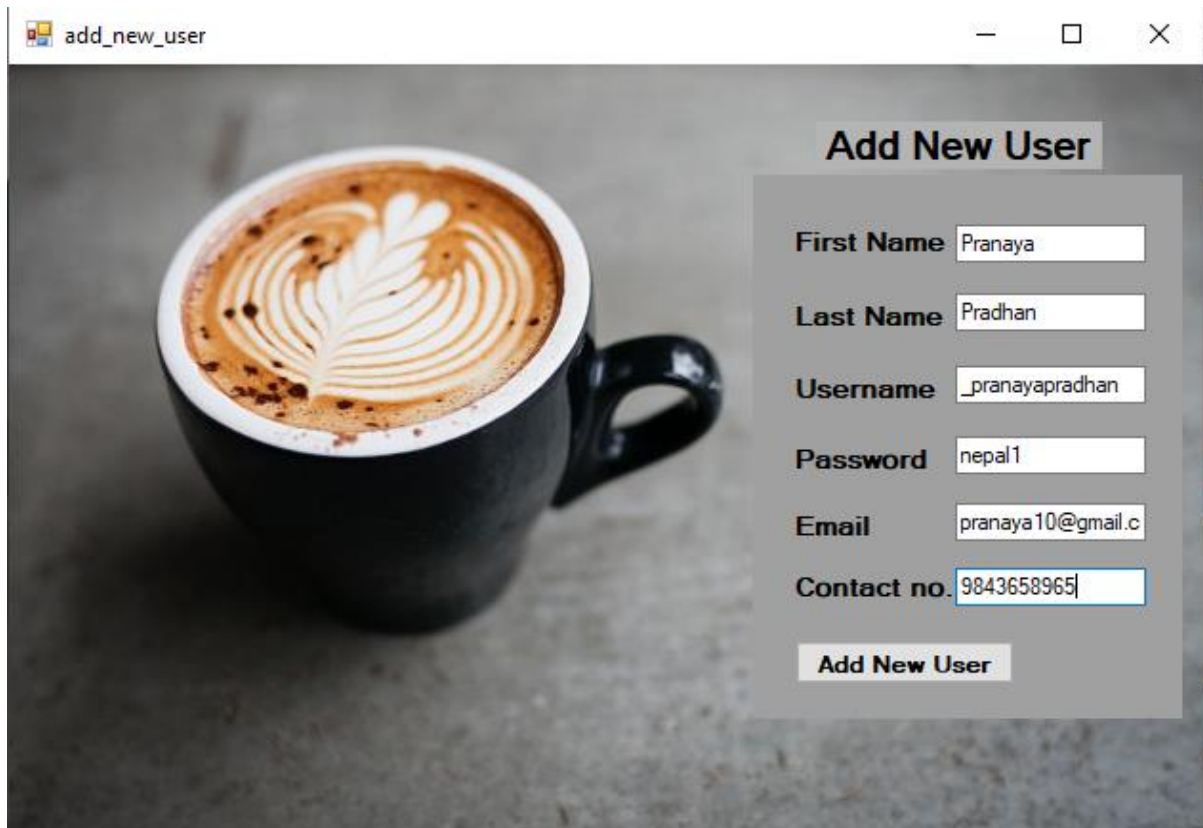 add_new_user
Add New User
First Name Pranaya
Last Name Pradhan
Username _pranayapradhan
Password nepal1
Email pranaya10@gmail.c
Contact no. 9843658965
Add New User